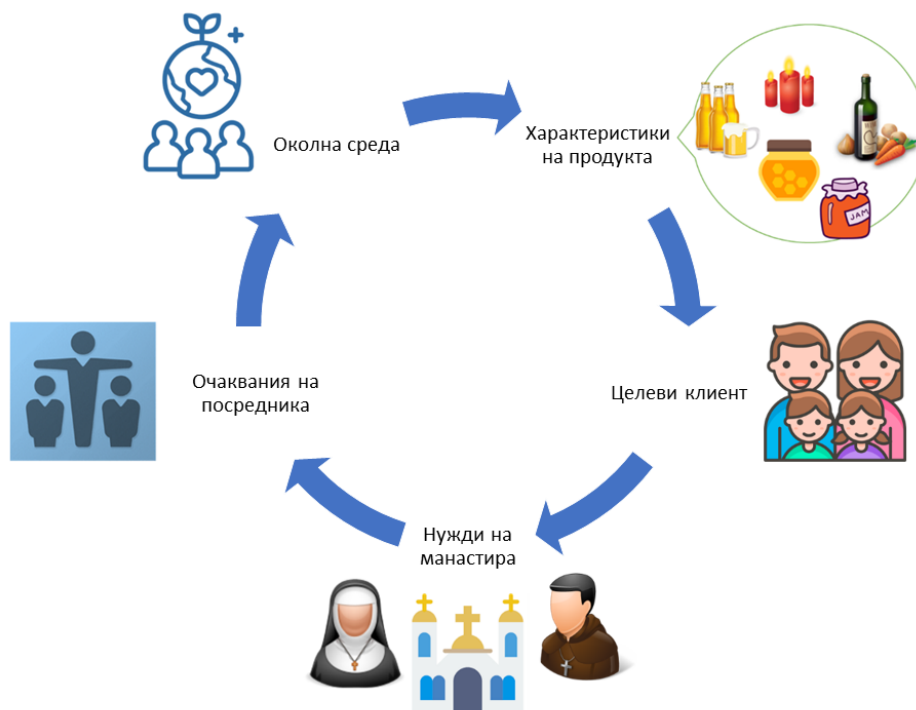 Околна среда
Характеристики
на продукта
JAM
Целеви клиент
Очаквания на
посредника
Нужди на
манастира